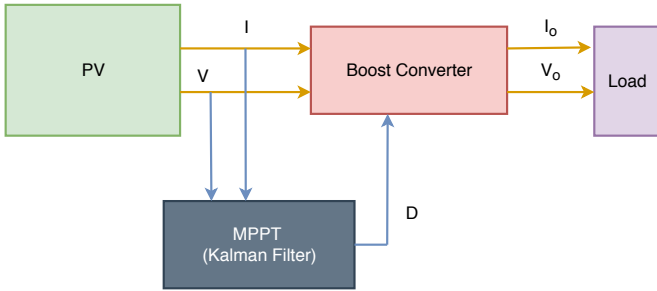 PV
I
V
Boost Converter
Iₒ
Vₒ
Load
MPPT
(Kalman Filter)
D